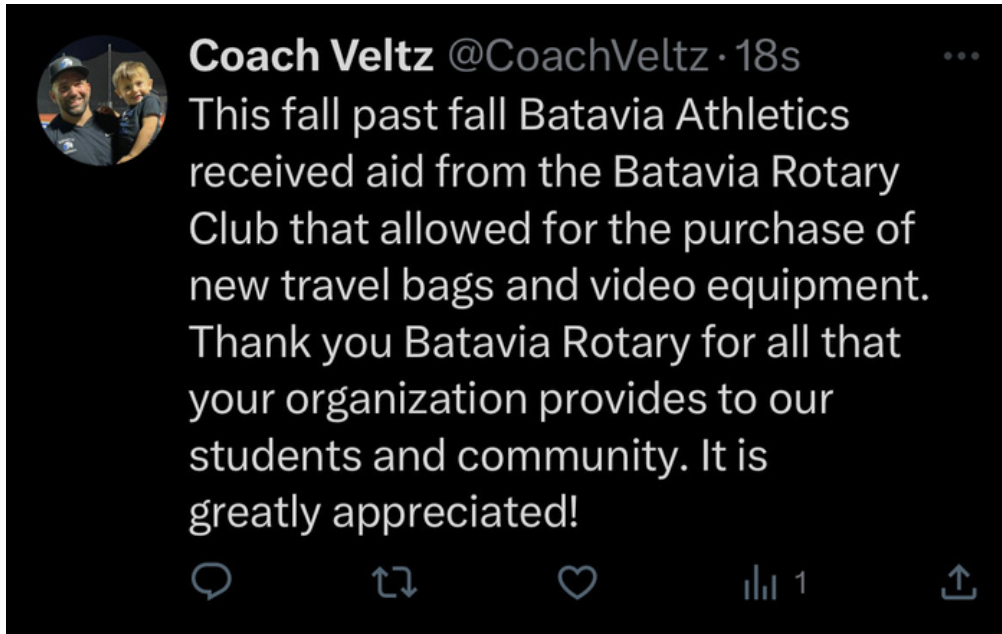 Coach Veltz @CoachVeltz · 18s
This fall past fall Batavia Athletics
received aid from the Batavia Rotary
Club that allowed for the purchase of
new travel bags and video equipment.
Thank you Batavia Rotary for all that
your organization provides to our
students and community. It is
greatly appreciated!
1